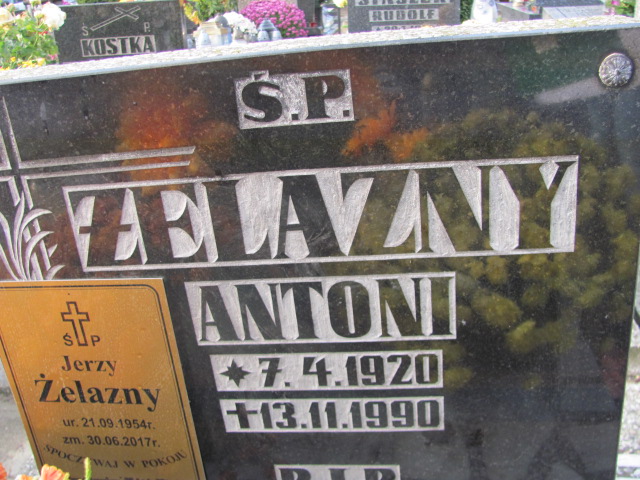 Ś. P.
KOSTKA
RUDOLF
Ś.P.
ŻELAZNY
ANTONI
* 7. 4. 1920
+ 13. 11. 1990
R.I.P.
Ś P
Jerzy
Żelazny
ur. 21.09.1954r.
zm. 30.06.2017r.
SPOCZYWAJ W POKOJU